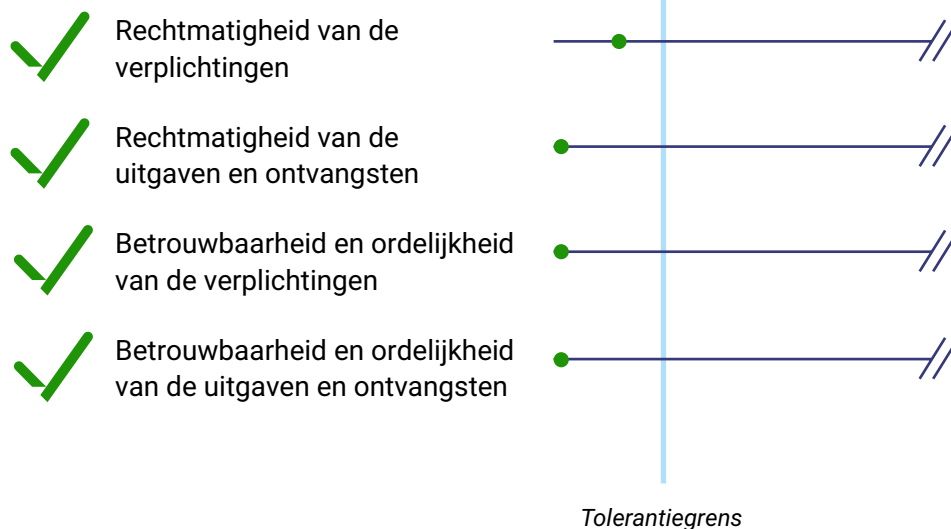 Rechtmatigheid van de
verplichtingen
Rechtmatigheid van de
uitgaven en ontvangsten
Betrouwbaarheid en ordelijkheid
van de verplichtingen
Betrouwbaarheid en ordelijkheid
van de uitgaven en ontvangsten
Tolerantiegrens